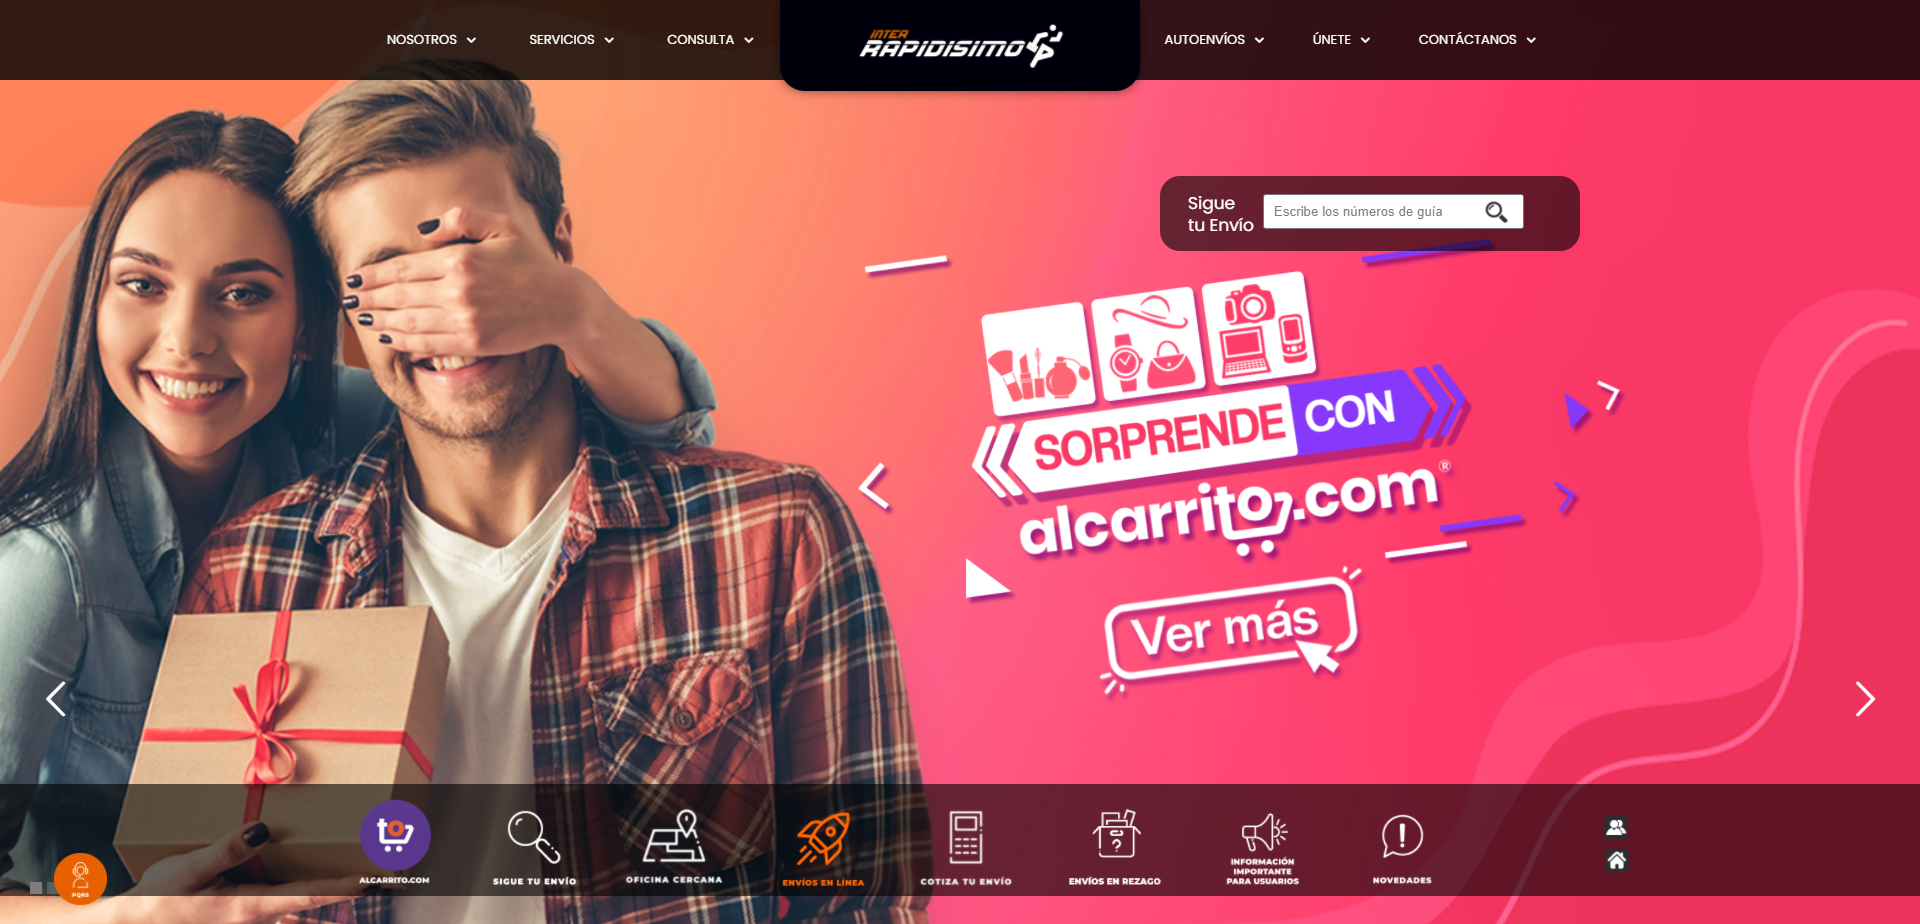 NOSOTROS
SERVICIOS
CONSULTA
INTER
RAPIDISIMO
AUTOENVÍOS
ÚNETE
CONTÁCTANOS
Sigue
tu Envío
Escribe los números de guía
SORPRENDE CON
alcarrito.com®
Ver más
ALCARRITO.COM
SIGUE TU ENVÍO
OFICINA CERCANA
ENVÍOS EN LÍNEA
COTIZA TU ENVÍO
ENVÍOS EN REZAGO
INFORMACIÓN
IMPORTANTE
PARA USUARIOS
NOVEDADES
PQRS